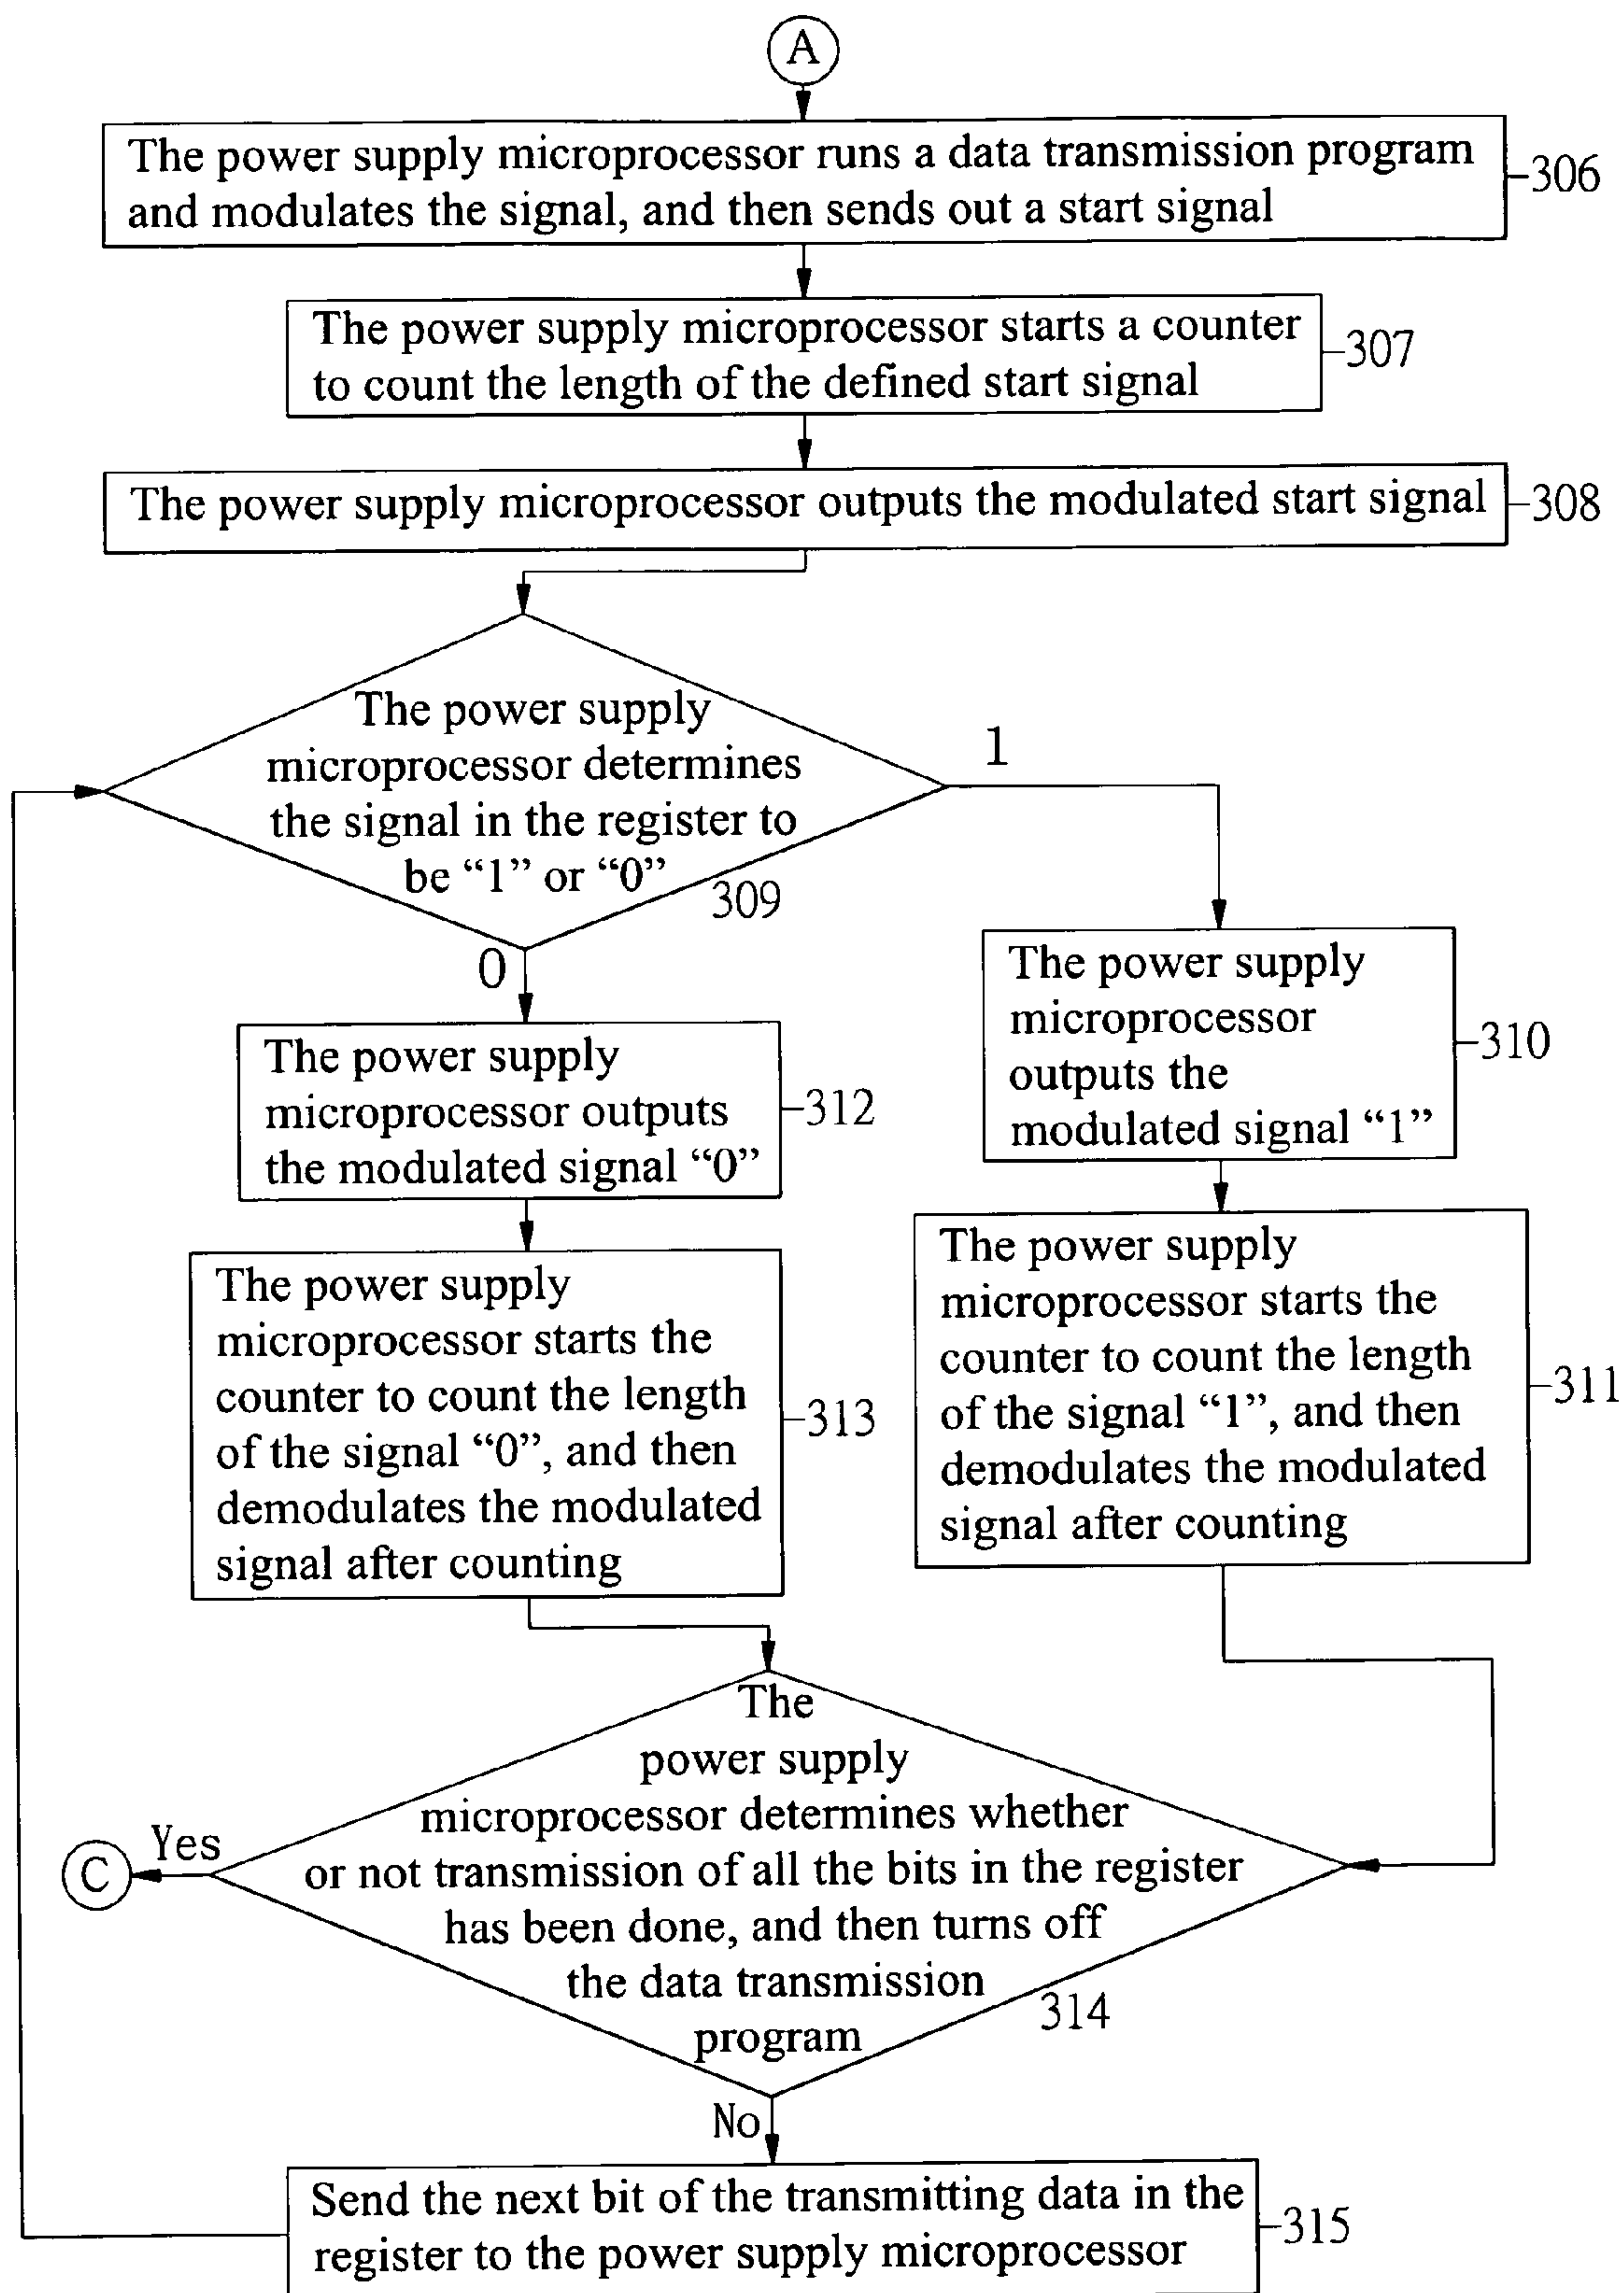 A
The power supply microprocessor runs a data transmission program
and modulates the signal, and then sends out a start signal
306
The power supply microprocessor starts a counter
to count the length of the defined start signal
307
The power supply microprocessor outputs the modulated start signal
308
The power supply
microprocessor determines
the signal in the register to
be “1” or “0”
309
1
0
The power supply
microprocessor
outputs the
modulated signal “1”
310
The power supply
microprocessor outputs
the modulated signal “0”
312
The power supply
microprocessor starts the
counter to count the length
of the signal “1”, and then
demodulates the modulated
signal after counting
311
The power supply
microprocessor starts the
counter to count the length
of the signal “0”, and then
demodulates the modulated
signal after counting
313
The
power supply
microprocessor determines whether
or not transmission of all the bits in the register
has been done, and then turns off
the data transmission
program
314
Yes
C
No
Send the next bit of the transmitting data in the
register to the power supply microprocessor
315